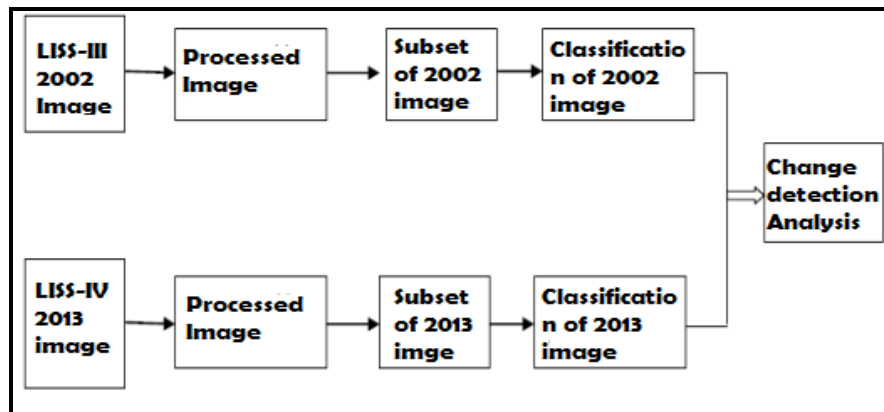 LISS-III
2002
Image
Processed
Image
Subset
of 2002
image
Classificatio
n of 2002
image
Change
detection
Analysis
LISS-IV
2013
image
Processed
Image
Subset
of 2013
imge
Classificatio
n of 2013
image